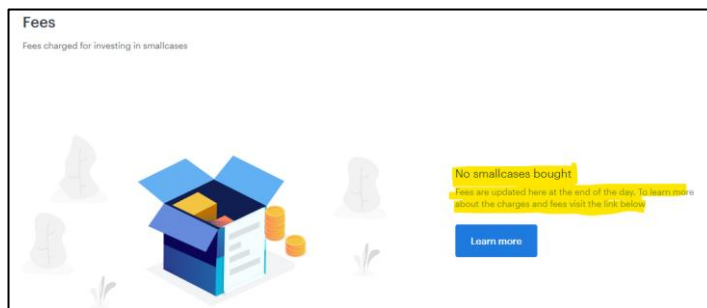 Fees
Fees charged for investing in smallcases
No smallcases bought
Fees are updated here at the end of the day. To learn more
about the charges and fees visit the link below
Learn more